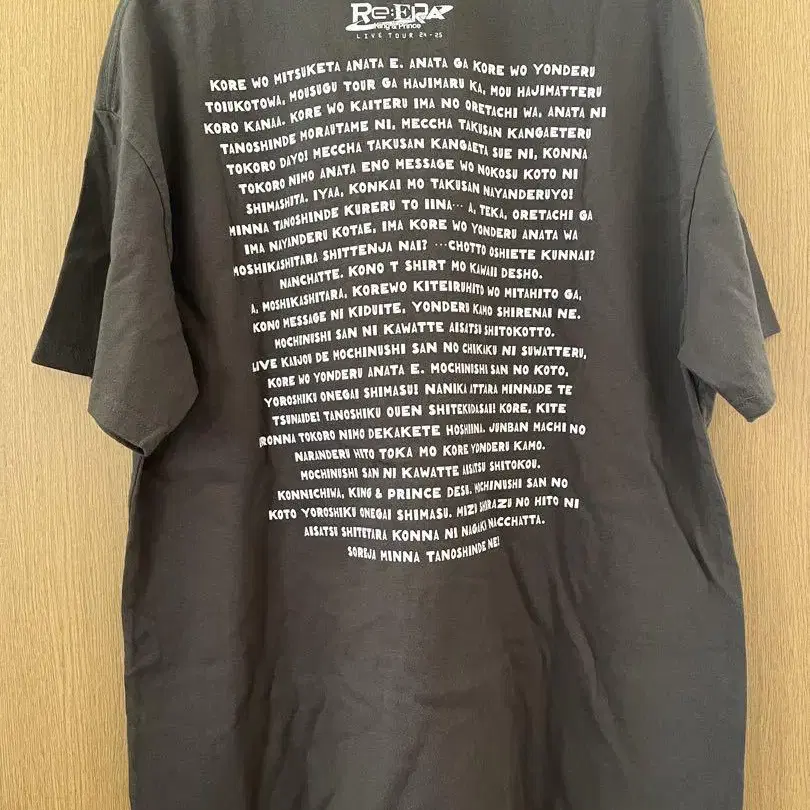 Re:ERA
King & Prince
LIVE TOUR 24-25
KORE WO MITSUKETA ANATA E. ANATA GA KORE WO YONDERU
TOIUKOTOWA, MOUSUGU TOUR GA HAJIMARU KA, MOU HAJIMATTERU
KORO KANAA. KORE WO KAITERU IMA NO ORETACHI WA, ANATA NI
TANOSHINDE MORAUTAME NI, MECCHA TAKUSAN KANGAETERU
TOKORO DAYO! MECCHA TAKUSAN KANGAETA SUE NI, KONNA
TOKORO NIMO ANATA ENO MESSAGE WO NOKOSU KOTO NI
SHIMASHITA. IYAA, KONKAI MO TAKUSAN NAYANDERUYO!
MINNA TANOSHINDE KURERU TO IINA… A, TEKA, ORETACHI GA
IMA NAYANDERU KOTAE, IMA KORE WO YONDERU ANATA WA
MOSHIKASHITARA SHITTENJA NAI? …CHOTTO OSHIETE KUNNAI?
NANCHATTE. KONO T SHIRT MO KAWAII DESHO.
A, MOSHIKASHITARA, KOREWO KITEIRUHITO WO MITAHITO GA,
KONO MESSAGE NI KIDUITE, YONDERU KAMO SHIRENAI NE.
MOCHINUSHI SAN NI KAWATTE AISATSU SHITOKOTTO.
LIVE KAIJOU DE MOCHINUSHI SAN NO CHIKAKU NI SUWATTERU,
KORE WO YONDERU ANATA E. MOCHINUSHI SAN NO KOTO,
YOROSHIKU ONEGAI SHIMASU! NANIKA ATTARA MINNADE TE
TSUNAIDE! TANOSHIKU OUEN SHITEKUDASAI! KORE, KITE
IRONNA TOKORO NIMO DEKAKETE HOSHIINA. JUNBAN MACHI NO
NARANDERU HITO TOKA MO KORE YONDERU KAMO.
MOCHINUSHI SAN NI KAWATTE AISATSU SHITOKOU.
KONNICHIWA, KING & PRINCE DESU. MOCHINUSHI SAN NO
KOTO YOROSHIKU ONEGAI SHIMASU. MIZU SHIRAZU NO HITO NI
AISATSU SHITETARA KONNA NI NAGAKU NACCHATTA.
SOREJA MINNA TANOSHINDE NE!